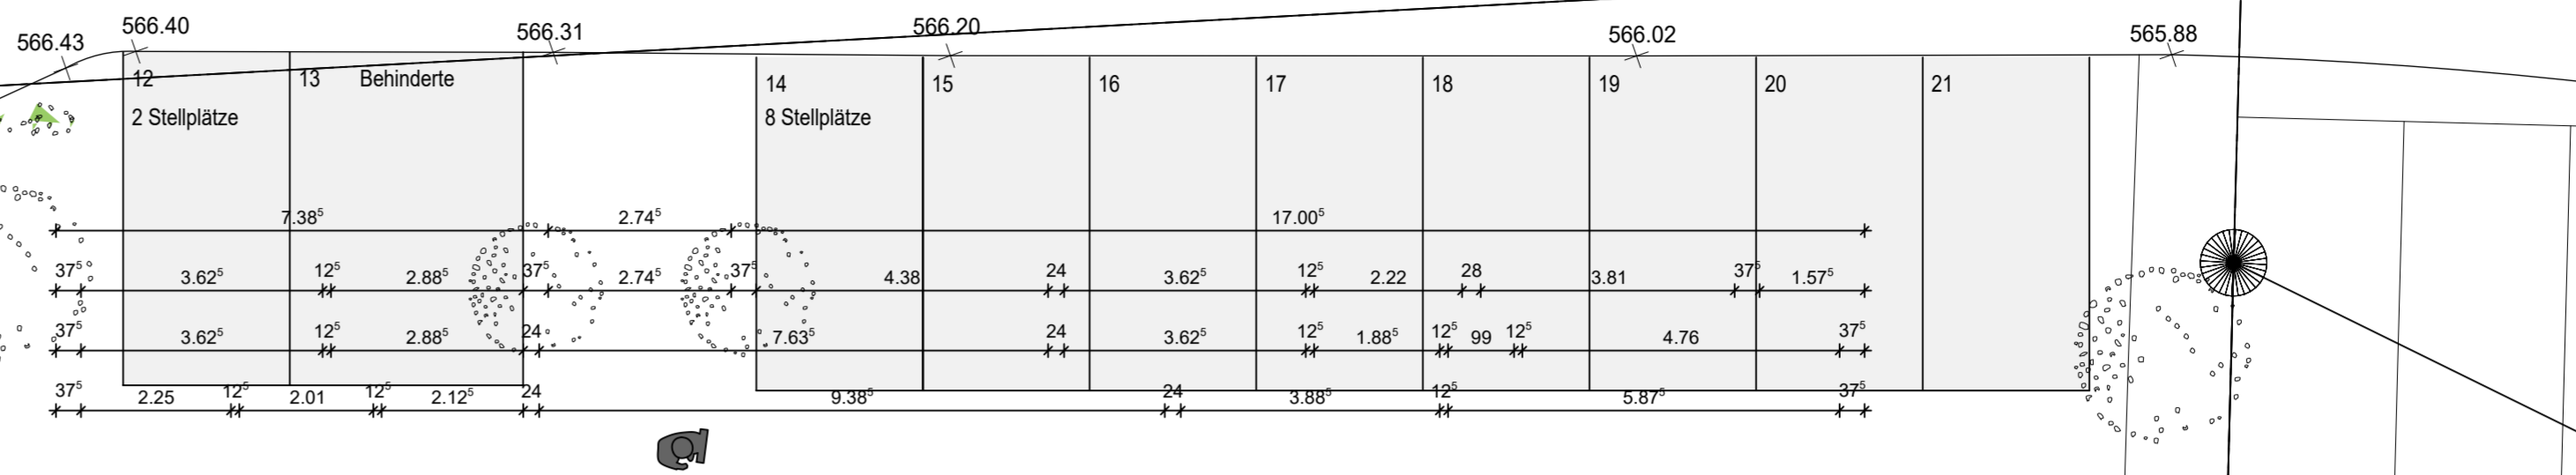 566.43
566.40
566.31
566.20
566.02
565.88
12
13 Behinderte
2 Stellplätze
14
8 Stellplätze
15
16
17
18
19
20
21
7.38⁵ 2.74⁵ 17.00⁵
37⁵ 3.62⁵ 12⁵ 2.88⁵ 37⁵ 2.74⁵ 37⁵ 4.38 24 3.62⁵ 12⁵ 2.22 28 3.81 37⁵ 1.57⁵
37⁵ 3.62⁵ 12⁵ 2.88⁵ 24 7.63⁵ 24 3.62⁵ 12⁵ 1.88⁵ 12⁵ 99 12⁵ 4.76 37⁵
37⁵ 2.25 12⁵ 2.01 12⁵ 2.12⁵ 24 9.38⁵ 24 3.88⁵ 12⁵ 5.87⁵ 37⁵